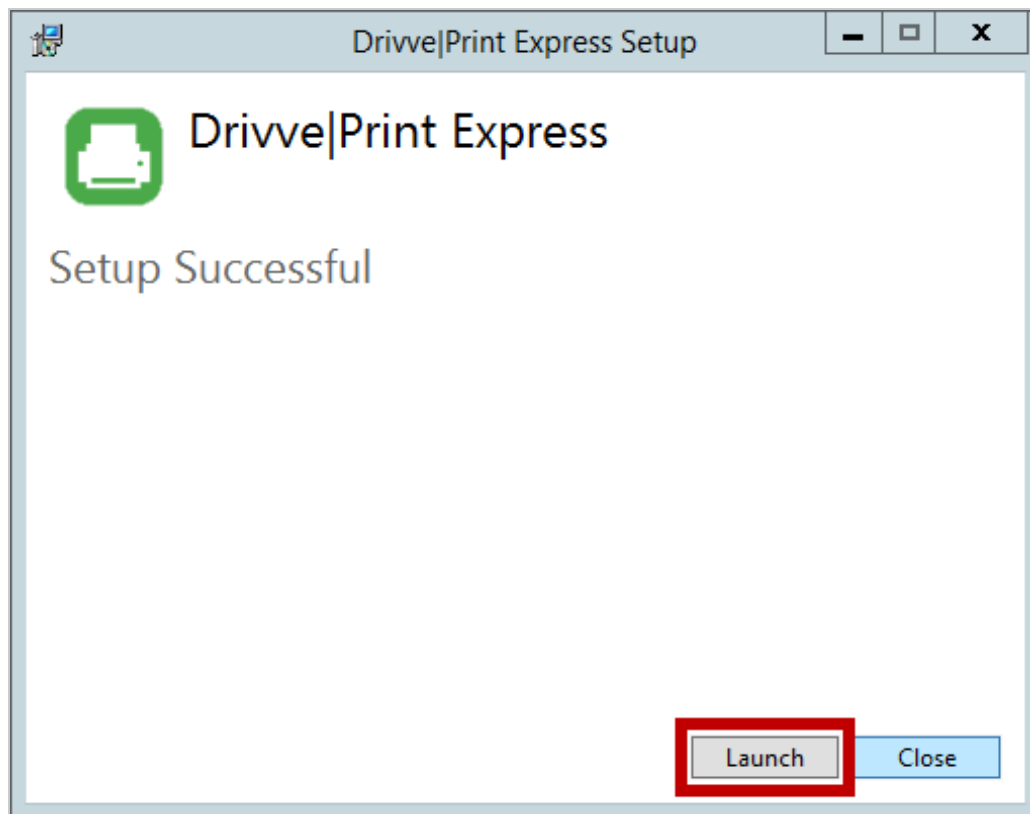 Drivve|Print Express Setup
Drivve|Print Express
Setup Successful
Launch
Close